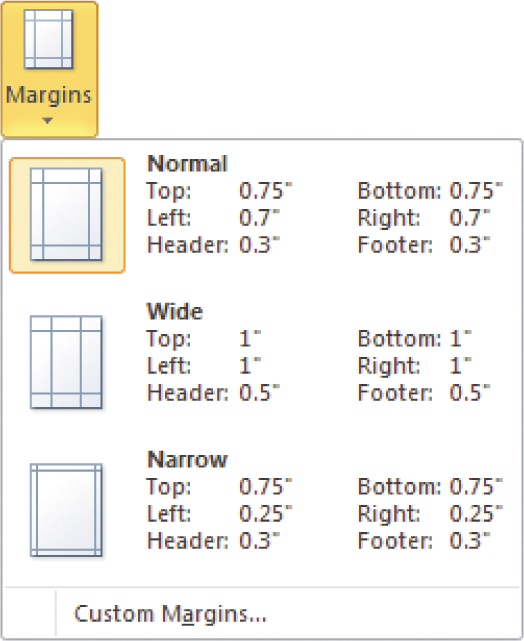 Margins
Normal
Top: 0.75" Bottom: 0.75"
Left: 0.7" Right: 0.7"
Header: 0.3" Footer: 0.3"
Wide
Top: 1" Bottom: 1"
Left: 1" Right: 1"
Header: 0.5" Footer: 0.5"
Narrow
Top: 0.75" Bottom: 0.75"
Left: 0.25" Right: 0.25"
Header: 0.3" Footer: 0.3"
Custom Margins...